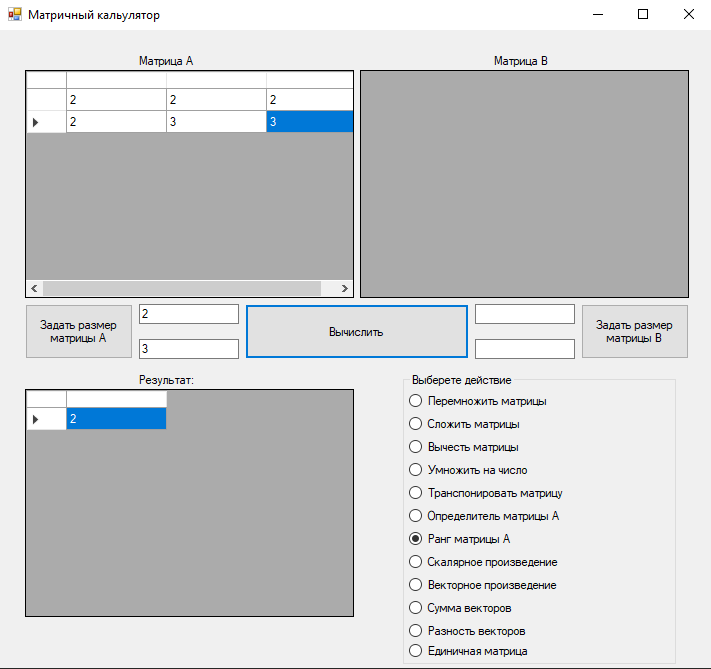 Матричный кальулятор
Матрица A
Матрица B
2 2 2
2 3 3
Задать размер
матрицы A
2
3
Вычислить
Задать размер
матрицы B
Результат:
2
Выберете действие
Перемножить матрицы
Сложить матрицы
Вычесть матрицы
Умножить на число
Транспонировать матрицу
Определитель матрицы A
Ранг матрицы A
Скалярное произведение
Векторное произведение
Сумма векторов
Разность векторов
Единичная матрица